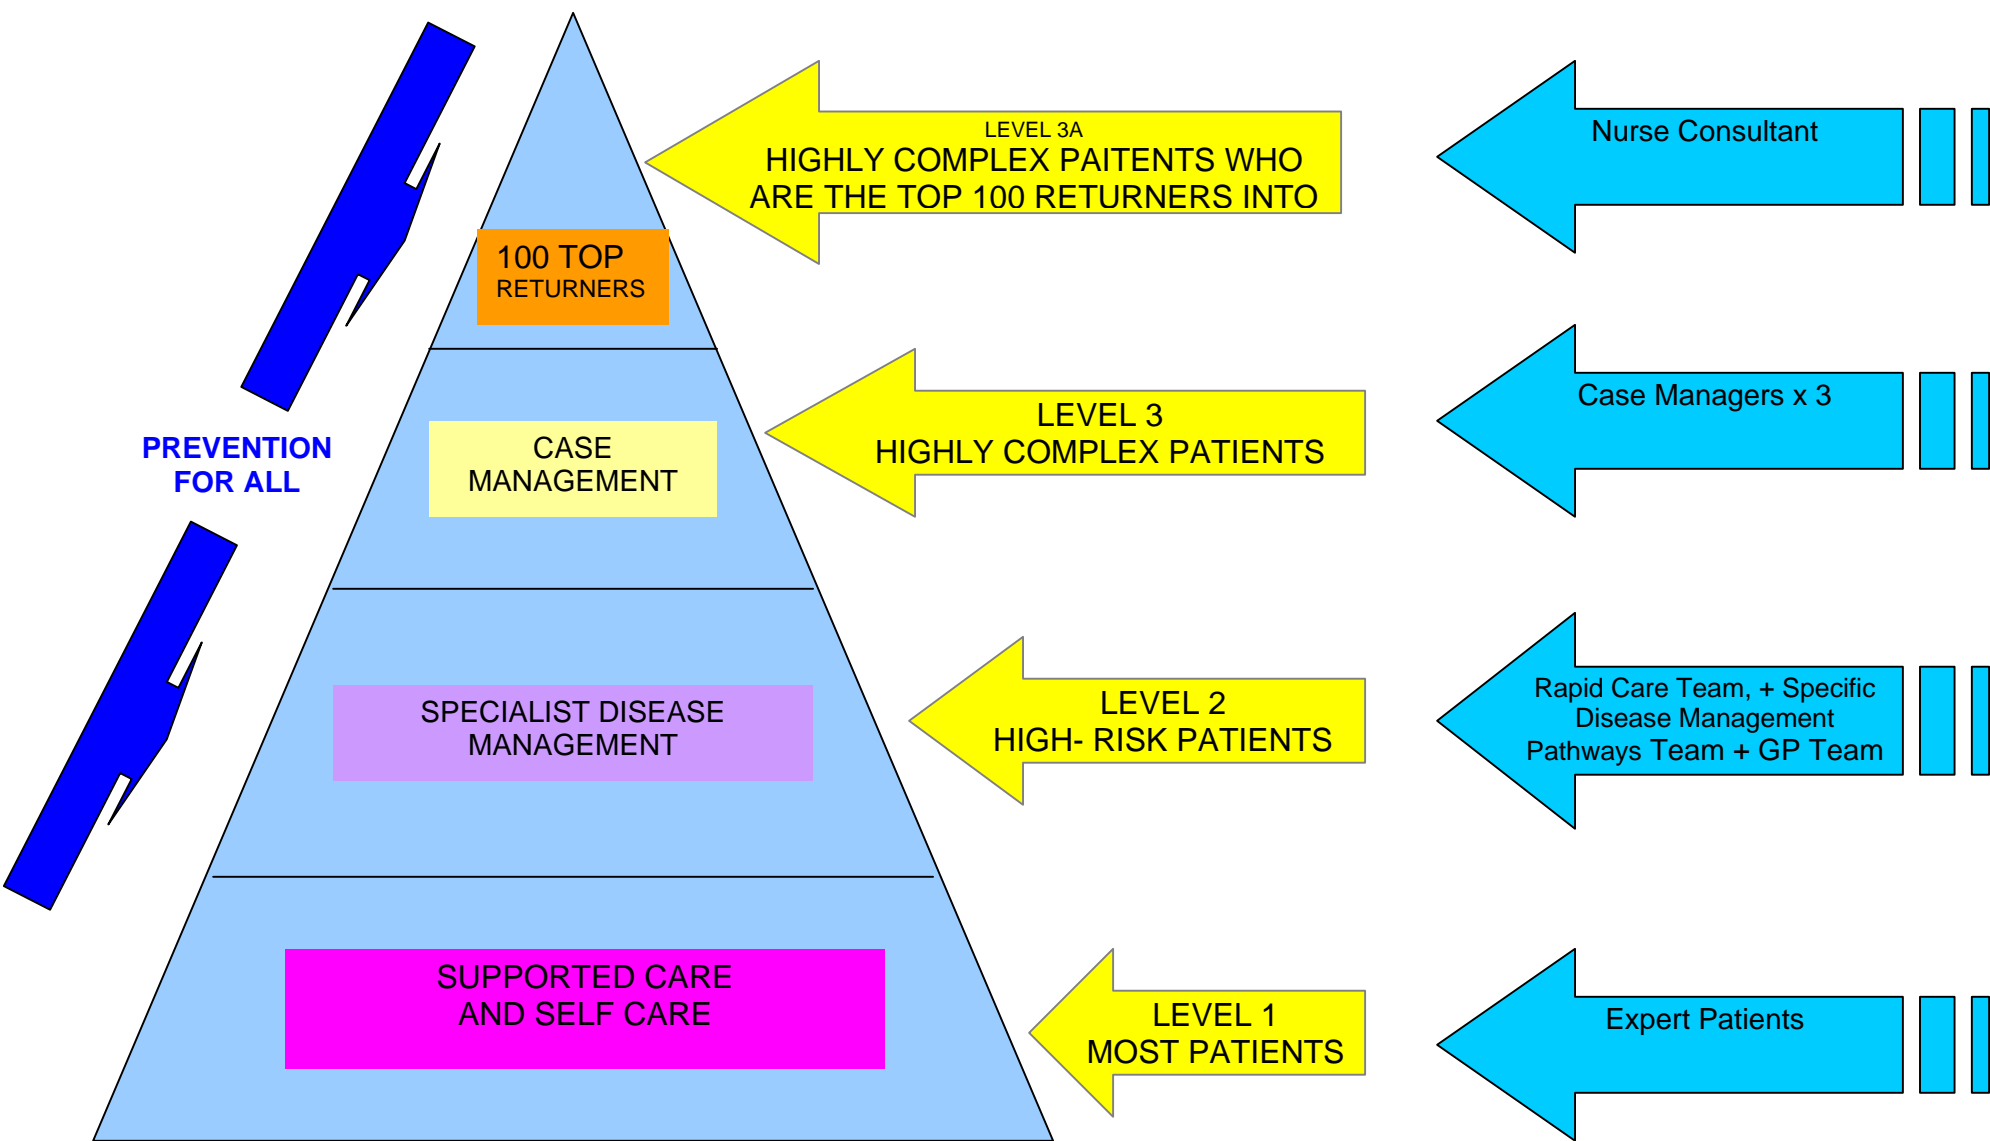 LEVEL 3A
HIGHLY COMPLEX PAITENTS WHO
ARE THE TOP 100 RETURNERS INTO
Nurse Consultant
100 TOP
RETURNERS
PREVENTION
FOR ALL
CASE
MANAGEMENT
LEVEL 3
HIGHLY COMPLEX PATIENTS
Case Managers x 3
SPECIALIST DISEASE
MANAGEMENT
LEVEL 2
HIGH- RISK PATIENTS
Rapid Care Team, + Specific
Disease Management
Pathways Team + GP Team
SUPPORTED CARE
AND SELF CARE
LEVEL 1
MOST PATIENTS
Expert Patients